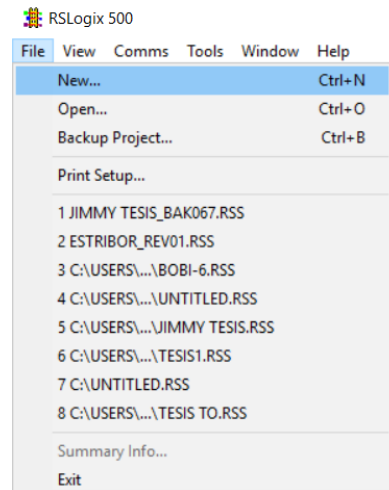 RSLogix 500
File View Comms Tools Window Help
New... Ctrl+N
Open... Ctrl+O
Backup Project... Ctrl+B
Print Setup...
1 JIMMY TESIS_BAK067.RSS
2 ESTRIBOR_REV01.RSS
3 C:\USERS\...\BOBI-6.RSS
4 C:\USERS\...\UNTITLED.RSS
5 C:\USERS\...\JIMMY TESIS.RSS
6 C:\USERS\...\TESIS1.RSS
7 C:\UNTITLED.RSS
8 C:\USERS\...\TESIS TO.RSS
Summary Info...
Exit